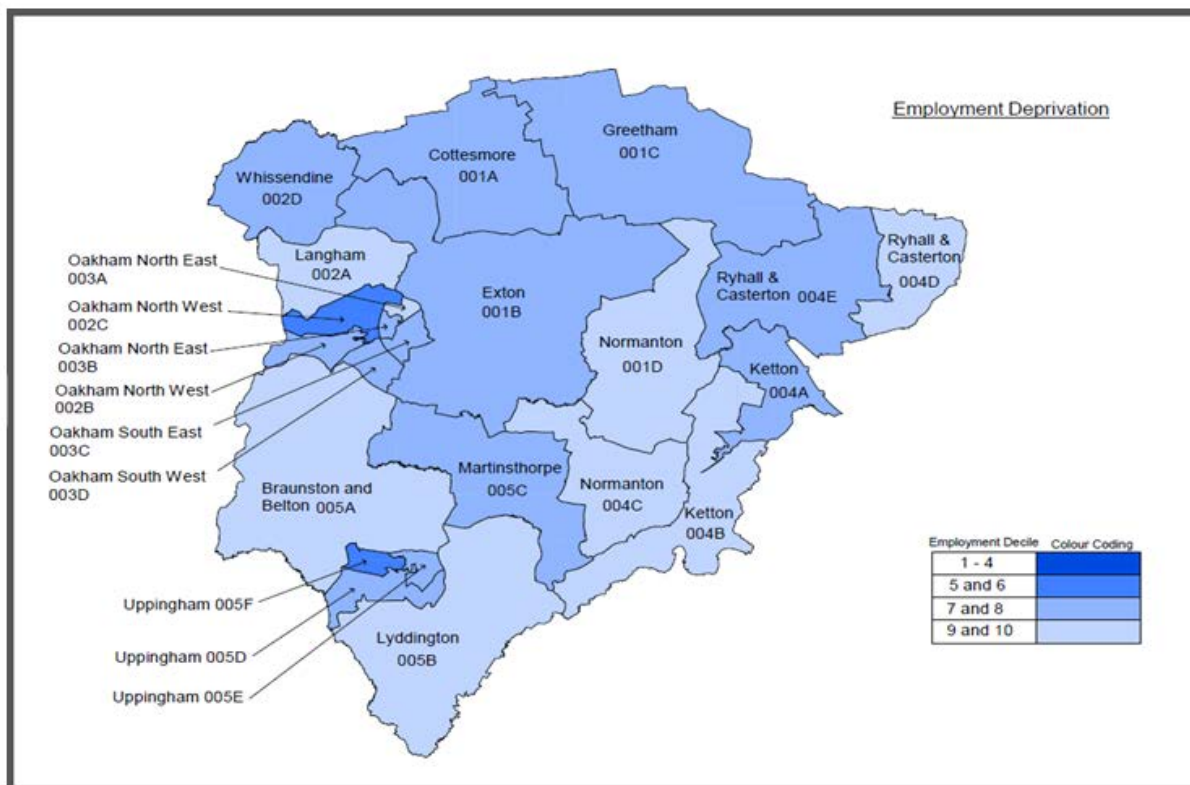 Employment Deprivation
Greetham
001C
Cottesmore
001A
Whissendine
002D
Ryhall &
Casterton
004D
Langham
002A
Oakham North East
003A
Ryhall &
Casterton 004E
Exton
001B
Oakham North West
002C
Normanton
001D
Oakham North East
003B
Ketton
004A
Oakham North West
002B
Oakham South East
003C
Oakham South West
003D
Martinsthorpe
005C
Braunston and
Belton 005A
Normanton
004C
Ketton
004B
Uppingham 005F
Uppingham 005D
Uppingham 005E
Lyddington
005B
Employment Decile Colour Coding
1 - 4
5 and 6
7 and 8
9 and 10